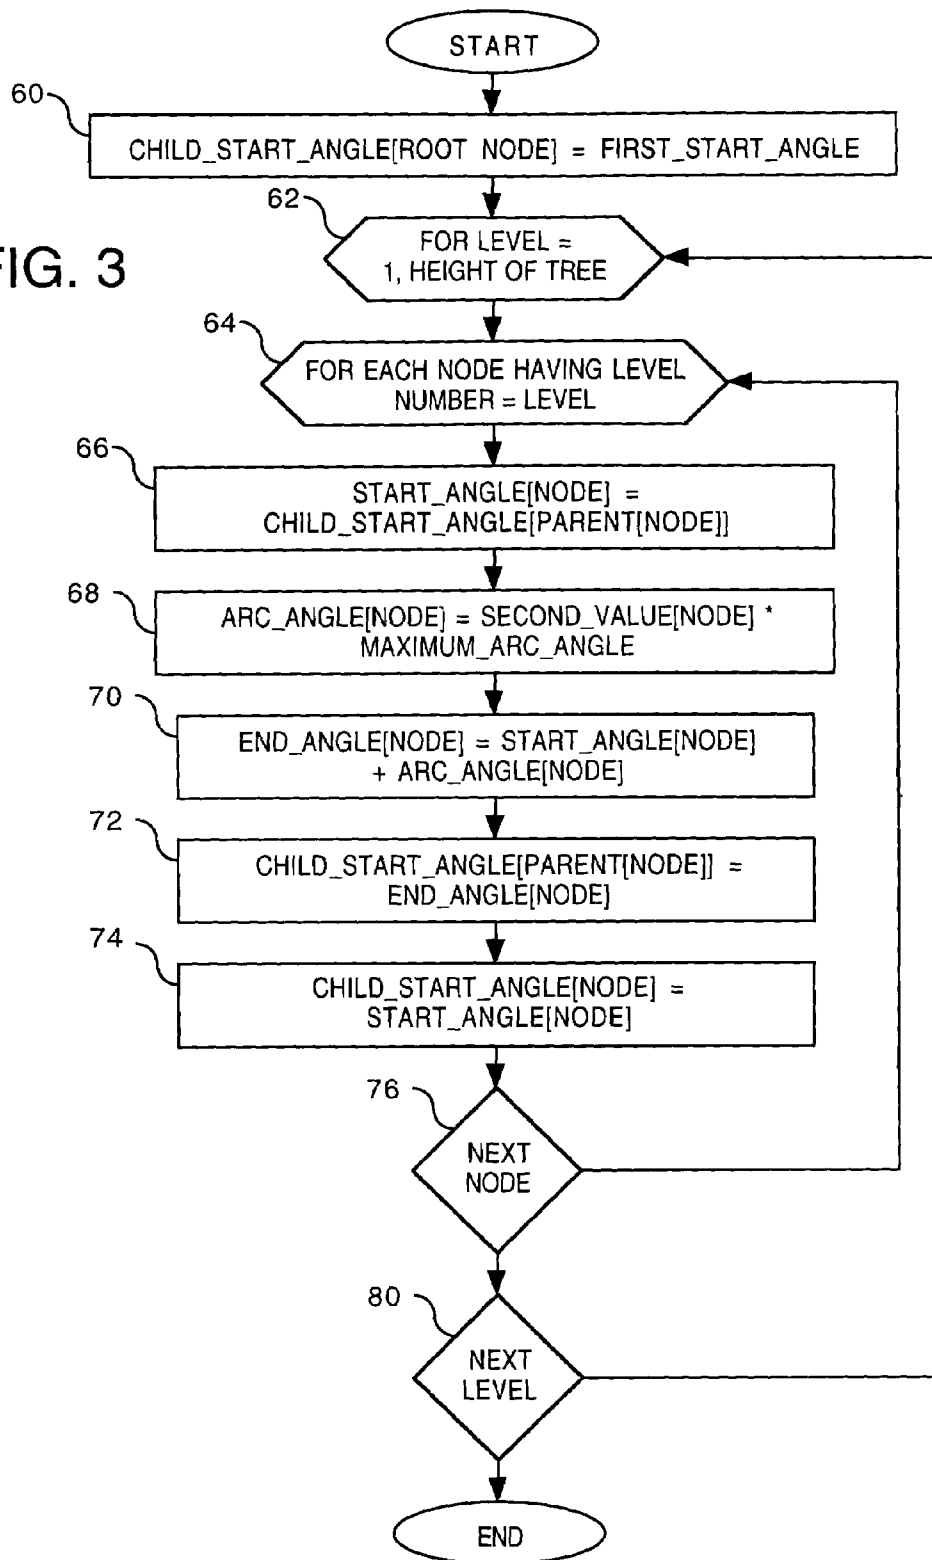 START
60
CHILD_START_ANGLE[ROOT NODE] = FIRST_START_ANGLE
62
FOR LEVEL =
1, HEIGHT OF TREE
FIG. 3
64
FOR EACH NODE HAVING LEVEL
NUMBER = LEVEL
66
START_ANGLE[NODE] =
CHILD_START_ANGLE[PARENT[NODE]]
68
ARC_ANGLE[NODE] = SECOND_VALUE[NODE] *
MAXIMUM_ARC_ANGLE
70
END_ANGLE[NODE] = START_ANGLE[NODE]
+ ARC_ANGLE[NODE]
72
CHILD_START_ANGLE[PARENT[NODE]] =
END_ANGLE[NODE]
74
CHILD_START_ANGLE[NODE] =
START_ANGLE[NODE]
76
NEXT
NODE
80
NEXT
LEVEL
END